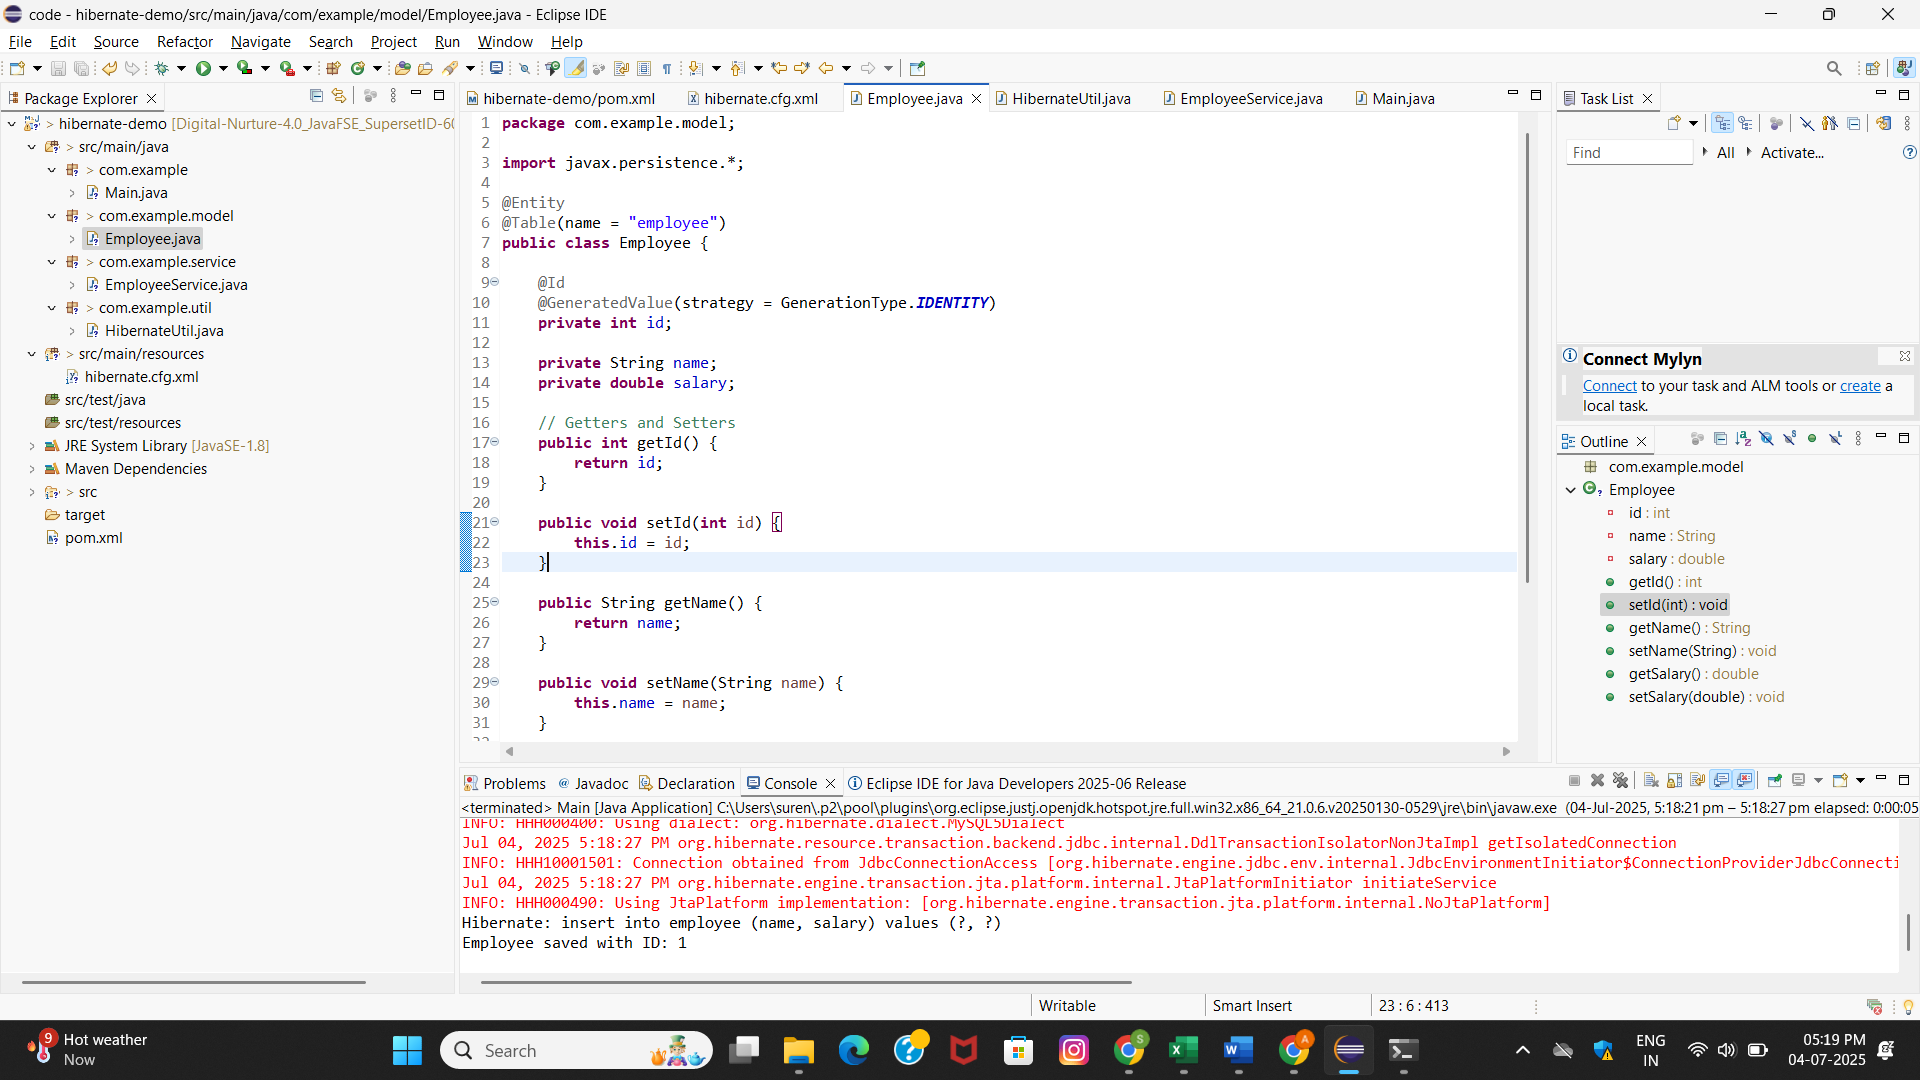 code - hibernate-demo/src/main/java/com/example/model/Employee.java - Eclipse IDE
File Edit Source Refactor Navigate Search Project Run Window Help
Package Explorer
hibernate-demo [Digital-Nurture-4.0_JavaFSE_SupersetID-60
> src/main/java
> com.example
Main.java
> com.example.model
Employee.java
> com.example.service
EmployeeService.java
> com.example.util
HibernateUtil.java
> src/main/resources
hibernate.cfg.xml
src/test/java
src/test/resources
JRE System Library [JavaSE-1.8]
Maven Dependencies
> src
target
pom.xml
hibernate-demo/pom.xml hibernate.cfg.xml Employee.java HibernateUtil.java EmployeeService.java Main.java
1 package com.example.model;
2
3 import javax.persistence.*;
4
5 @Entity
6 @Table(name = "employee")
7 public class Employee {
8
9 @Id
10 @GeneratedValue(strategy = GenerationType.IDENTITY)
11 private int id;
12
13 private String name;
14 private double salary;
15
16 // Getters and Setters
17 public int getId() {
18 return id;
19 }
20
21 public void setId(int id) {
22 this.id = id;
23 }
24
25 public String getName() {
26 return name;
27 }
28
29 public void setName(String name) {
30 this.name = name;
31 }
Task List
Find
All
Activate...
Connect Mylyn
Connect to your task and ALM tools or create a
local task.
Outline
com.example.model
Employee
id : int
name : String
salary : double
getId() : int
setId(int) : void
getName() : String
setName(String) : void
getSalary() : double
setSalary(double) : void
Problems @ Javadoc Declaration Console Eclipse IDE for Java Developers 2025-06 Release
<terminated> Main [Java Application] C:\Users\suren\.p2\pool\plugins\org.eclipse.justj.openjdk.hotspot.jre.full.win32.x86_64_21.0.6.v20250130-0529\jre\bin\javaw.exe (04-Jul-2025, 5:18:21 pm – 5:18:27 pm elapsed: 0:00:05
INFO: HHH000400: Using dialect: org.hibernate.dialect.MySQL5Dialect
Jul 04, 2025 5:18:27 PM org.hibernate.resource.transaction.backend.jdbc.internal.DdlTransactionIsolatorNonJtaImpl getIsolatedConnection
INFO: HHH10001501: Connection obtained from JdbcConnectionAccess [org.hibernate.engine.jdbc.env.internal.JdbcEnvironmentInitiator$ConnectionProviderJdbcConnecti
Jul 04, 2025 5:18:27 PM org.hibernate.engine.transaction.jta.platform.internal.JtaPlatformInitiator initiateService
INFO: HHH000490: Using JtaPlatform implementation: [org.hibernate.engine.transaction.jta.platform.internal.NoJtaPlatform]
Hibernate: insert into employee (name, salary) values (?, ?)
Employee saved with ID: 1
Writable Smart Insert 23 : 6 : 413
9 Hot weather
Now
Search
S
A
ENG
IN
05:19 PM
04-07-2025